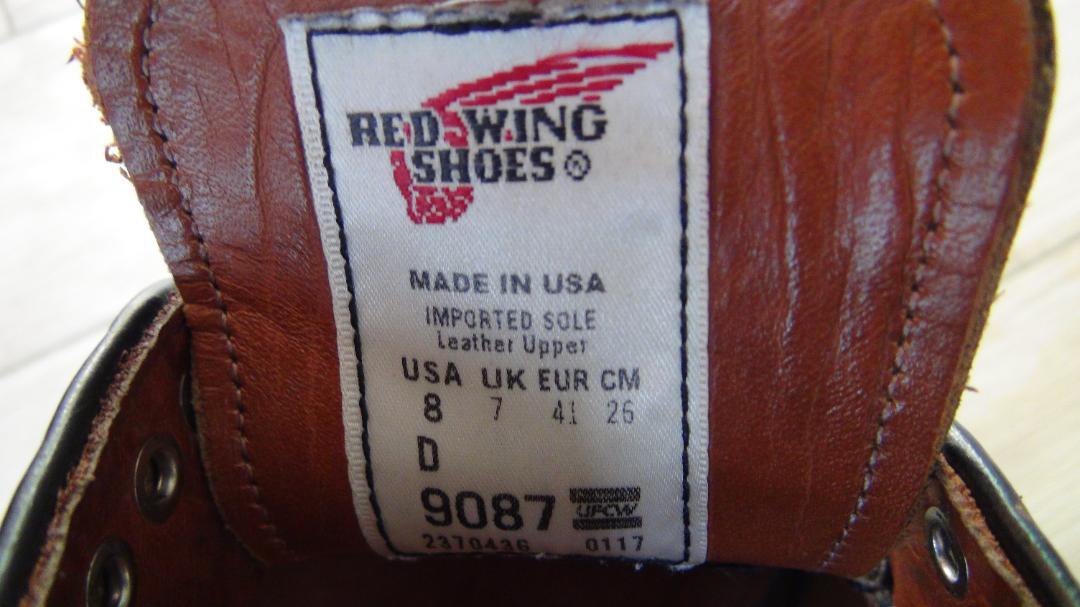 RED WING
SHOES ®
MADE IN USA
IMPORTED SOLE
Leather Upper
USA UK EUR CM
8 7 41 26
D
9087 UFCW
2370436 0117